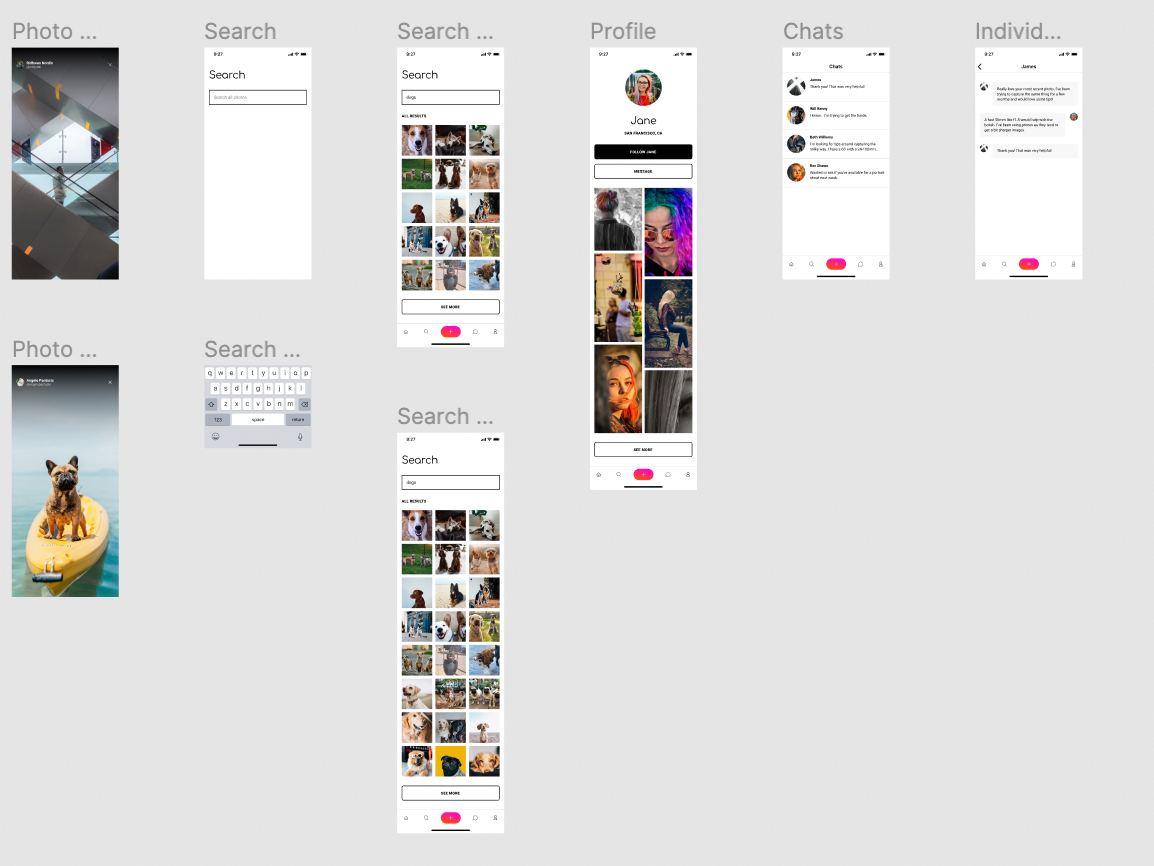 Photo ...
Search
Search ...
Profile
Chats
Individ...
Ridhwan Nordin
9:27
Search
Search all photos
9:27
Search
dogs
ALL RESULTS
SEE MORE
9:27
Jane
SAN FRANCISCO, CA
FOLLOW JANE
MESSAGE
SEE MORE
9:27
Chats
James
Thank you! That was very helpful!
Will Kenny
I know... I'm trying to get the funds.
Beth Williams
I'm looking for tips around capturing the
milky way. I have a 5D with a 24-100mm...
Rev Shawn
Wanted to ask if you're available for a portrait
shoot next week.
9:27
James
Really love your most recent photo. I've been
trying to capture the same thing for a few
months and would love some tips!
A fast 50mm like f1.8 would help with the
bokeh. I've been using primes as they tend to
get a bit sharper images.
Thank you! That was very helpful!
Photo ...
Search ...
q w e r t y u i o p
a s d f g h j k l
z x c v b n m
123 space return
Search ...
9:27
Search
dogs
ALL RESULTS
SEE MORE